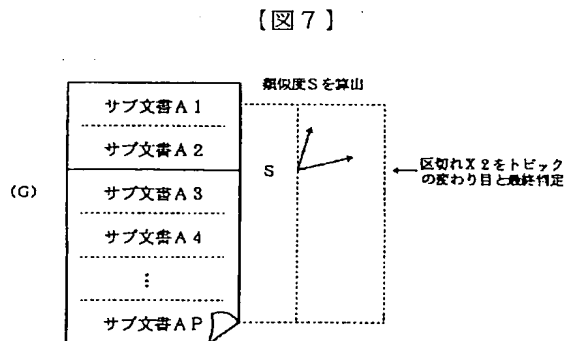 【図7】
類似度Sを算出
サブ文書A1
サブ文書A2
S
区切れX2をトピック
の変わり目と最終判定
(G)
サブ文書A3
サブ文書A4
⋮
サブ文書AP